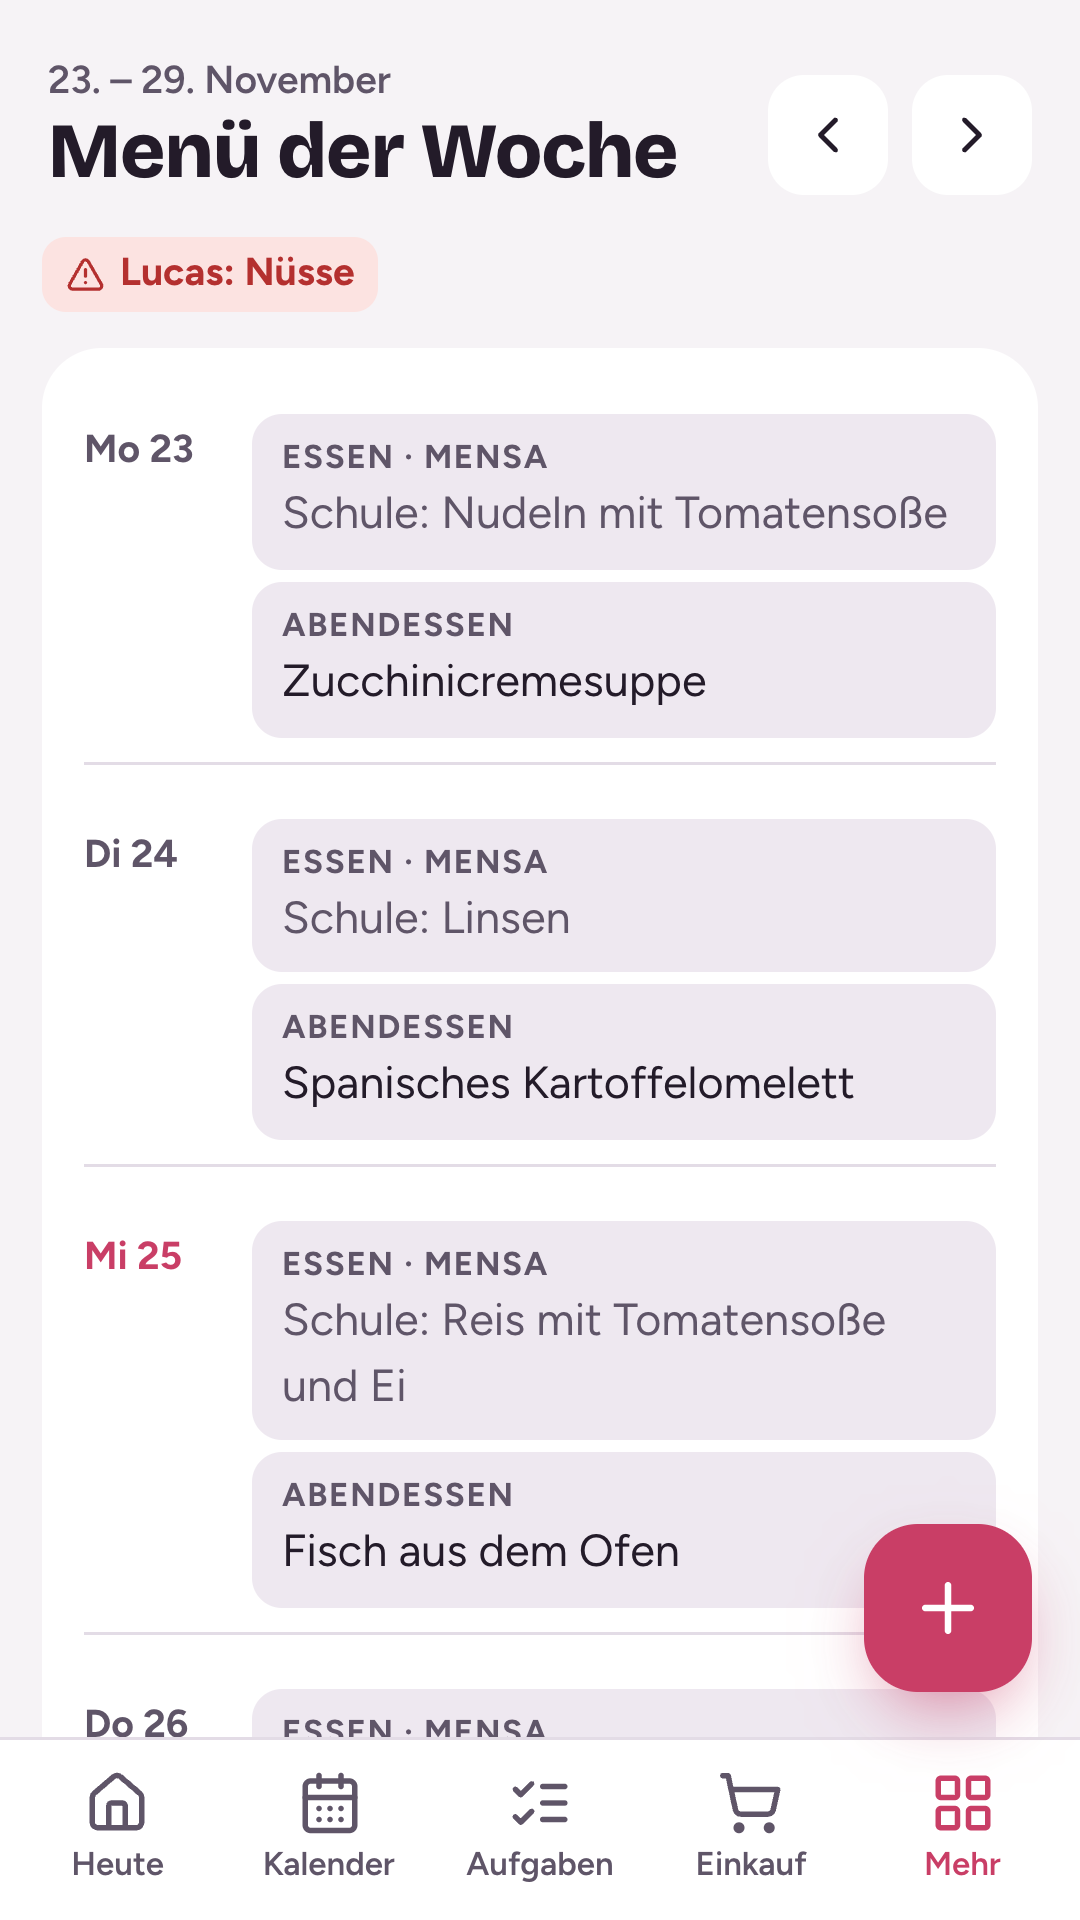 23. – 29. November
Menü der Woche
Lucas: Nüsse
Mo 23
ESSEN · MENSA
Schule: Nudeln mit Tomatensoße
ABENDESSEN
Zucchinicremesuppe
Di 24
ESSEN · MENSA
Schule: Linsen
ABENDESSEN
Spanisches Kartoffelomelett
Mi 25
ESSEN · MENSA
Schule: Reis mit Tomatensoße
und Ei
ABENDESSEN
Fisch aus dem Ofen
Do 26
ESSEN · MENSA
Heute
Kalender
Aufgaben
Einkauf
Mehr